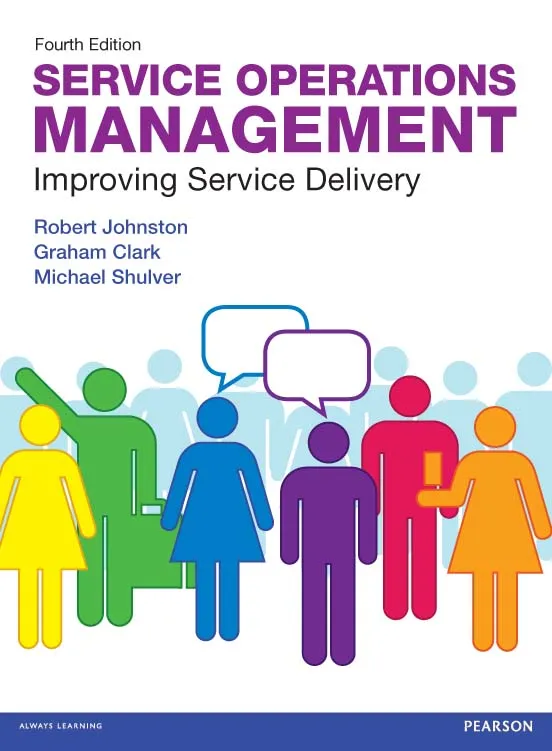 Fourth Edition
SERVICE OPERATIONS
MANAGEMENT
Improving Service Delivery
Robert Johnston
Graham Clark
Michael Shulver
ALWAYS LEARNING
PEARSON